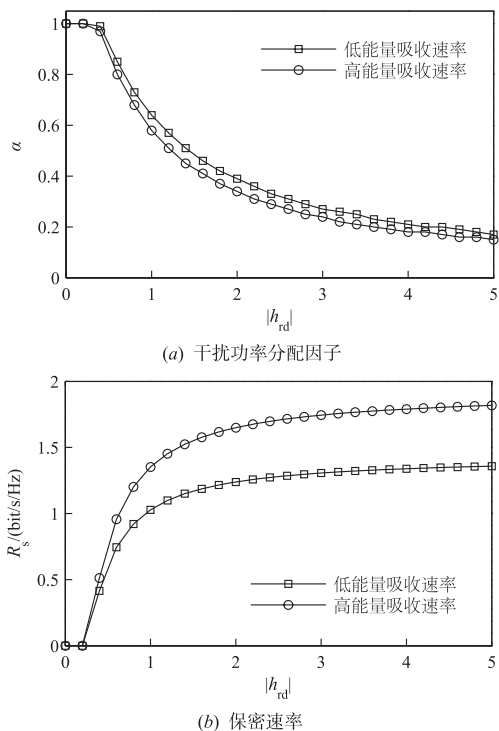 1
0.8
0.6
0.4
0.2
0
α
低能量吸收速率
高能量吸收速率
0 1 2 3 4 5
|h_rd|
(a) 干扰功率分配因子
2
1.5
1
0.5
0
R_s/(bit/s/Hz)
低能量吸收速率
高能量吸收速率
0 1 2 3 4 5
|h_rd|
(b) 保密速率